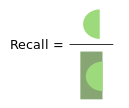 Recall =